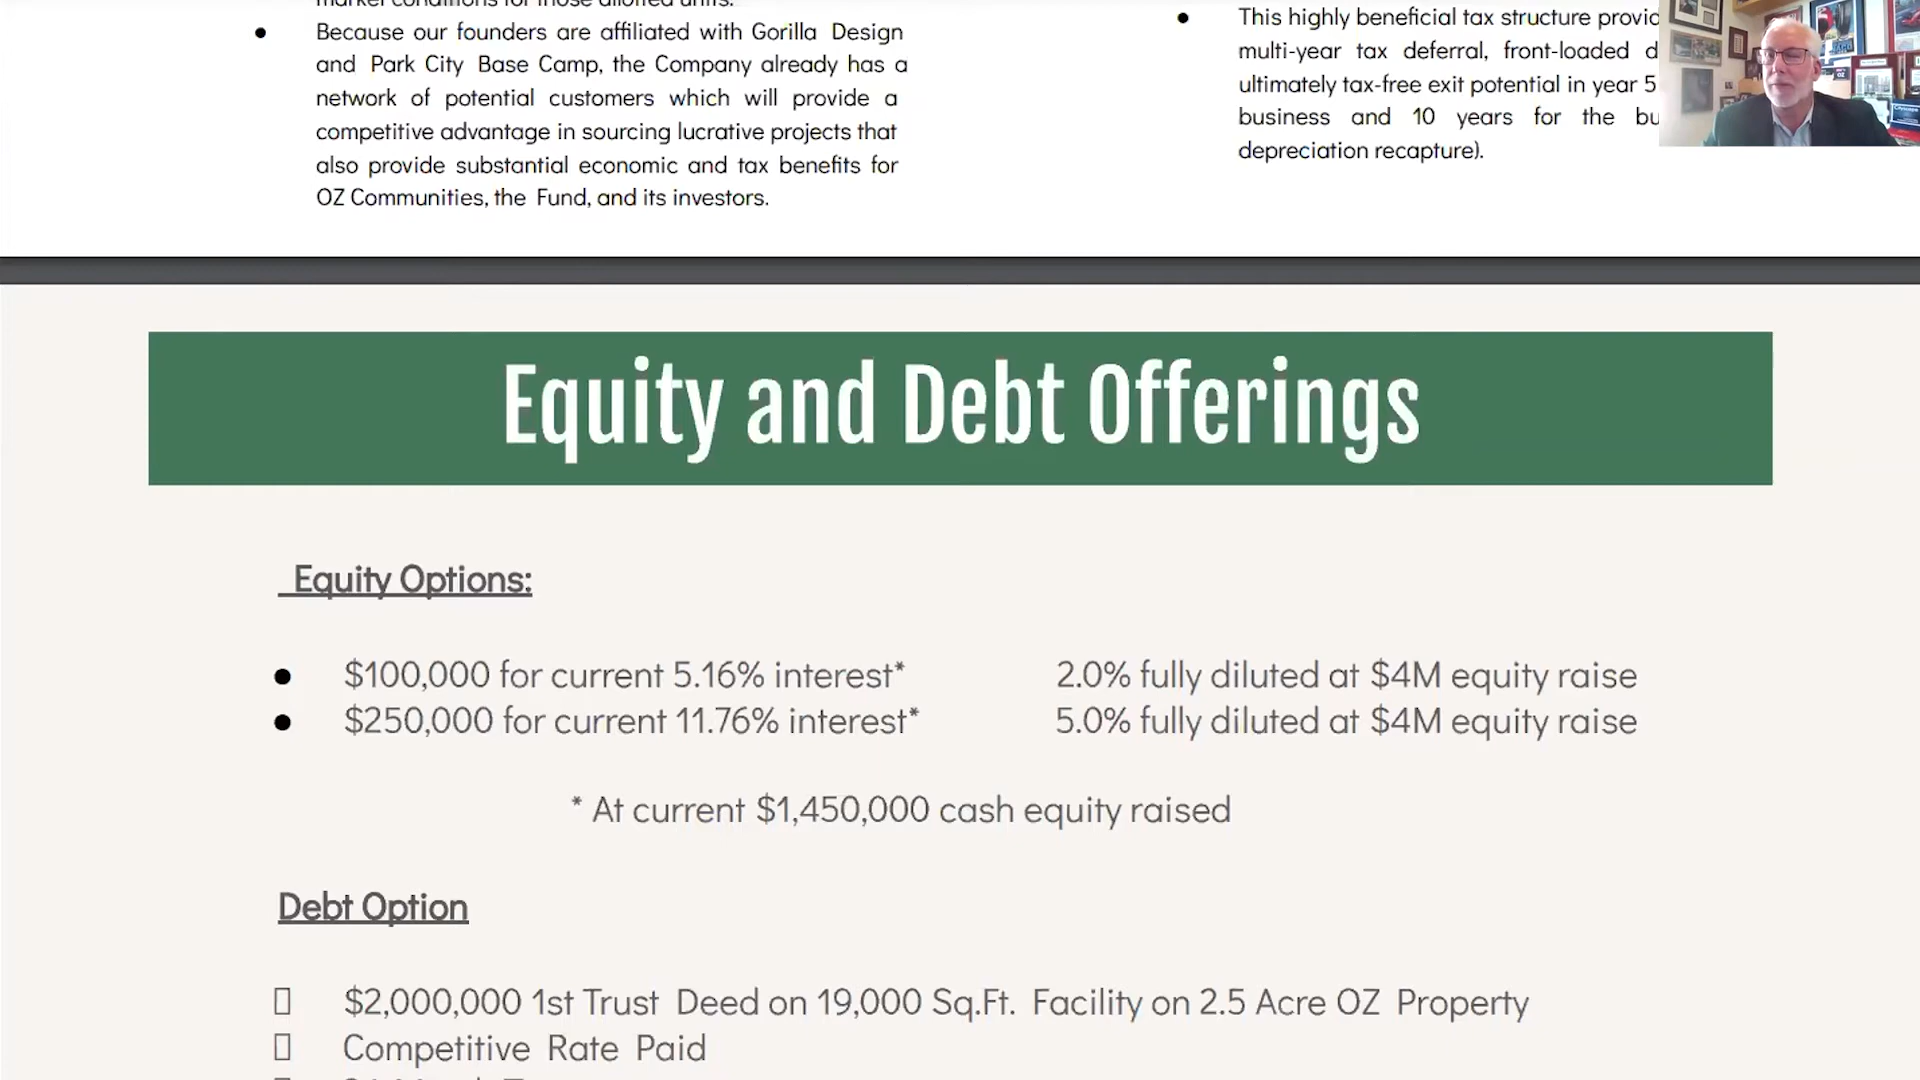 market conditions for those allotted units.
● Because our founders are affiliated with Gorilla Design
and Park City Base Camp, the Company already has a
network of potential customers which will provide a
competitive advantage in sourcing lucrative projects that
also provide substantial economic and tax benefits for
OZ Communities, the Fund, and its investors.
● This highly beneficial tax structure provid
multi-year tax deferral, front-loaded d
ultimately tax-free exit potential in year 5
business and 10 years for the bu
depreciation recapture).
Equity and Debt Offerings
Equity Options:
● $100,000 for current 5.16% interest* 2.0% fully diluted at $4M equity raise
● $250,000 for current 11.76% interest* 5.0% fully diluted at $4M equity raise
* At current $1,450,000 cash equity raised
Debt Option
$2,000,000 1st Trust Deed on 19,000 Sq.Ft. Facility on 2.5 Acre OZ Property
Competitive Rate Paid